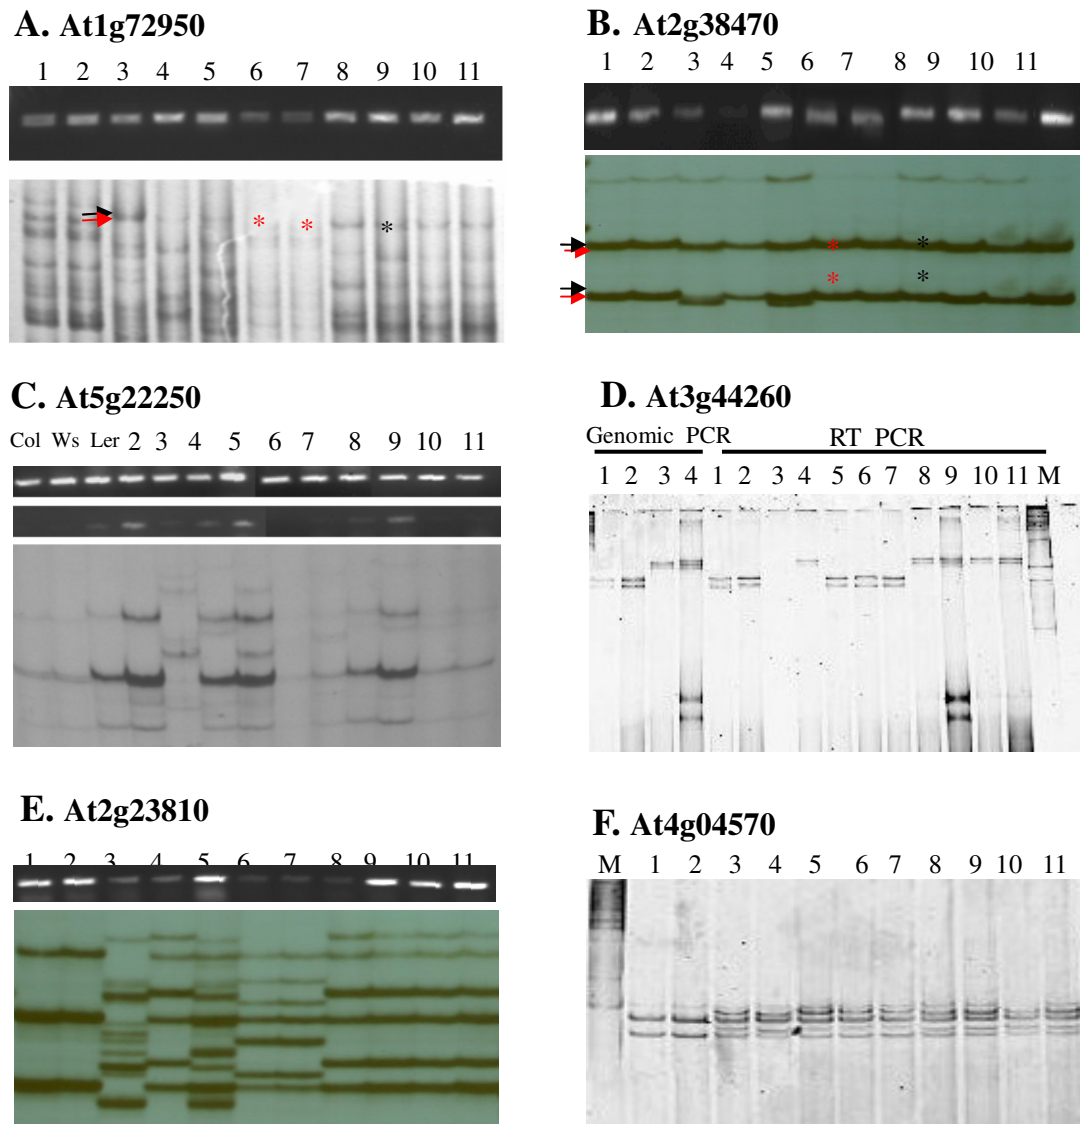 A. At1g72950
1 2 3 4 5 6 7 8 9 10 11
* * *
B. At2g38470
1 2 3 4 5 6 7 8 9 10 11
* *
* *
C. At5g22250
Col Ws Ler 2 3 4 5 6 7 8 9 10 11
D. At3g44260
Genomic PCR RT PCR
1 2 3 4 1 2 3 4 5 6 7 8 9 10 11 M
E. At2g23810
1 2 3 4 5 6 7 8 9 10 11
F. At4g04570
M 1 2 3 4 5 6 7 8 9 10 11